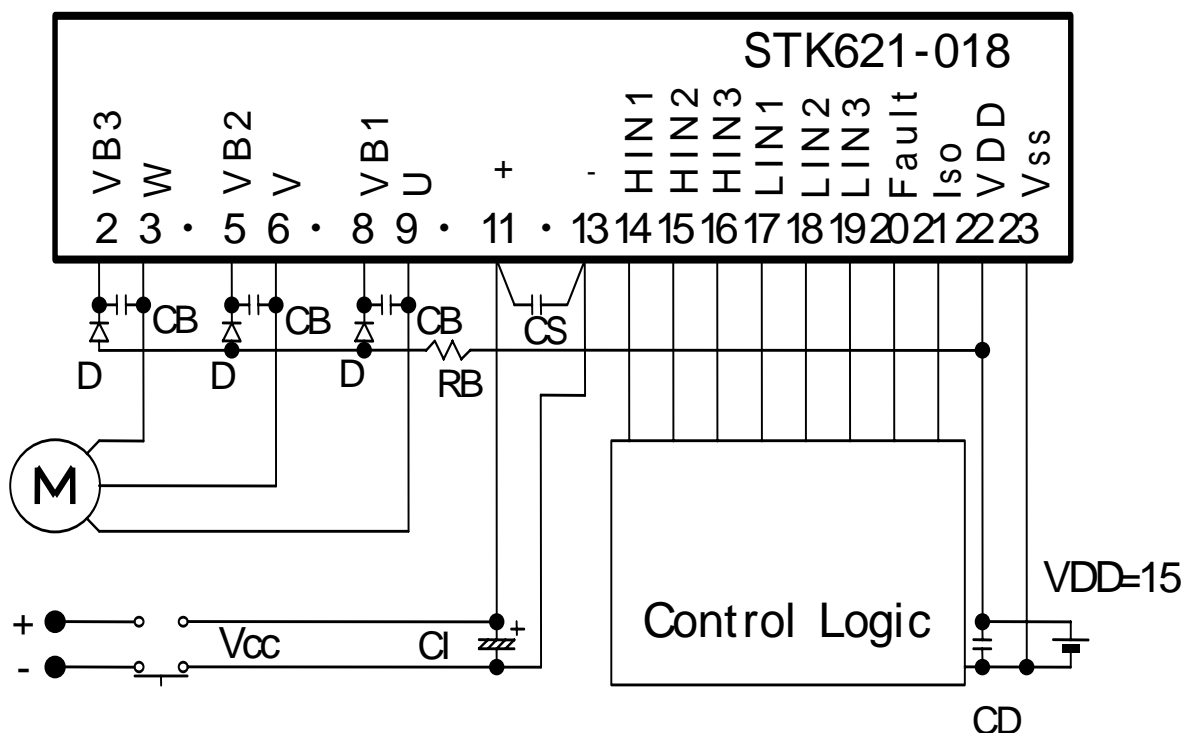 STK621-018
VB3
W
VB2
V
VB1
U
+
-
HIN1
HIN2
HIN3
LIN1
LIN2
LIN3
Fault
Iso
VDD
Vss
2 3 · 5 6 · 8 9 · 11 · 13 14 15 16 17 18 19 20 21 22 23
CB CB CB CS
D D D RB
M
VDD=15
+ Vcc CI +
-
Control Logic
CD